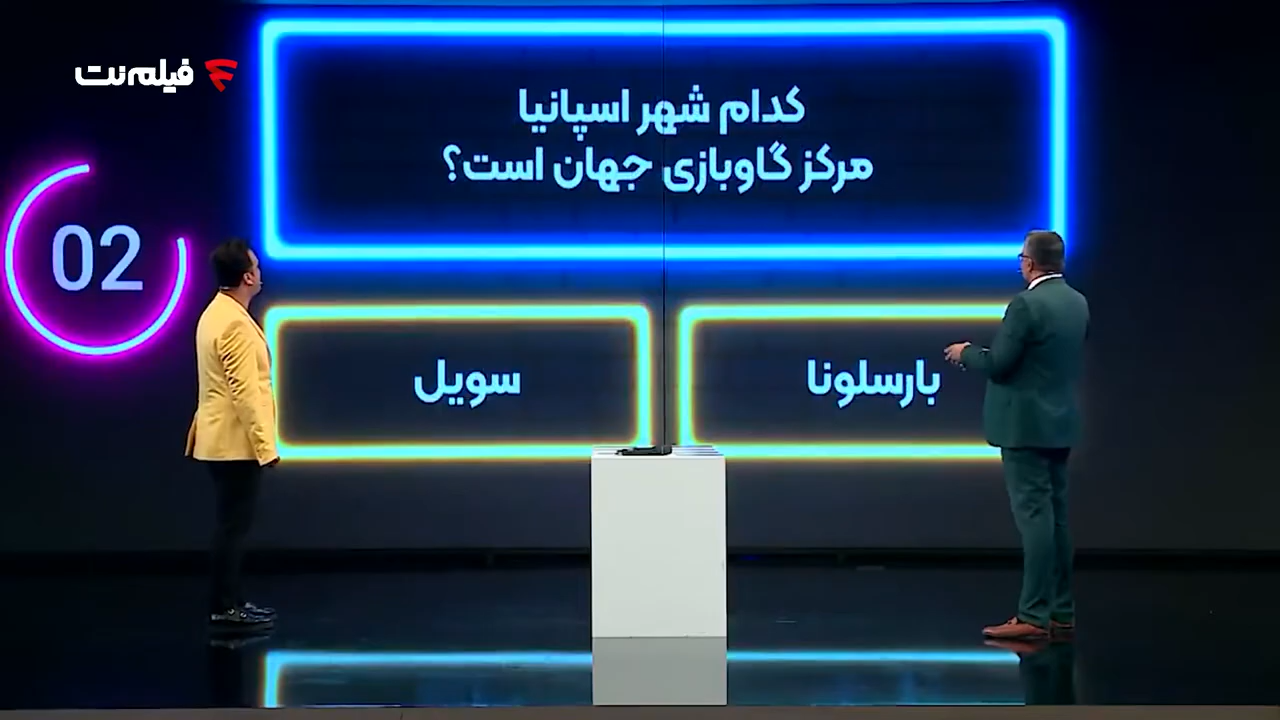 فیلم‌نت
کدام شهر اسپانیا
مرکز گاوبازی جهان است؟
02
بارسلونا
سویل